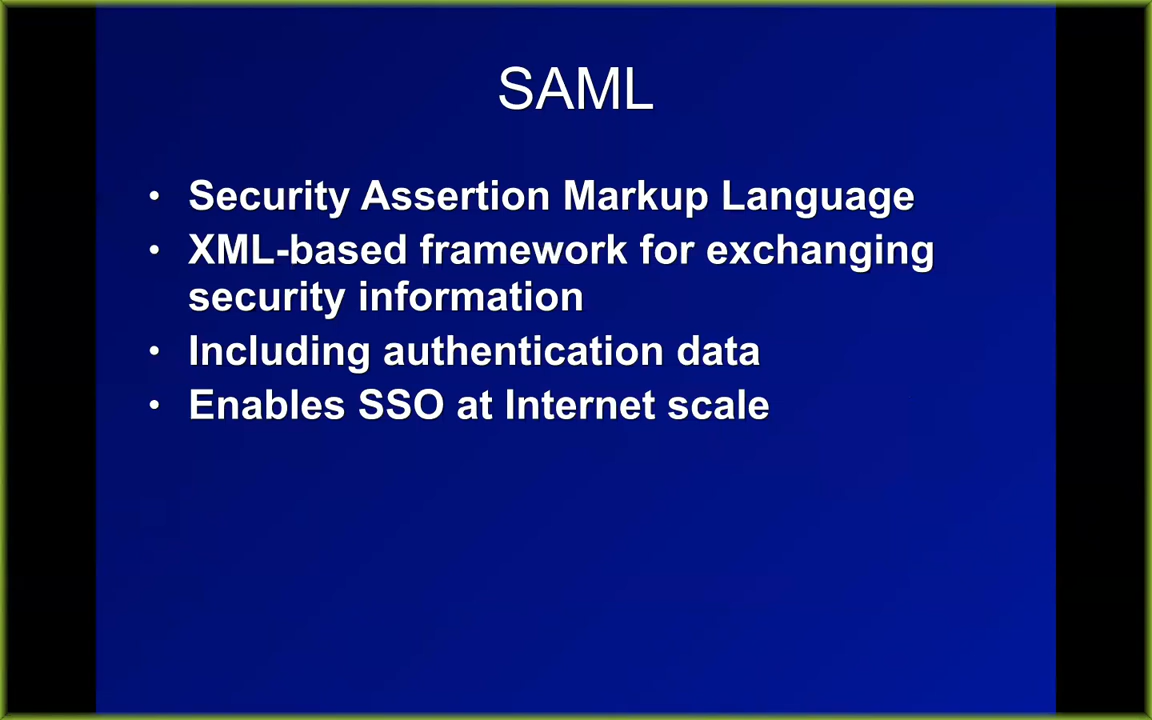 SAML
• Security Assertion Markup Language
• XML-based framework for exchanging
security information
• Including authentication data
• Enables SSO at Internet scale